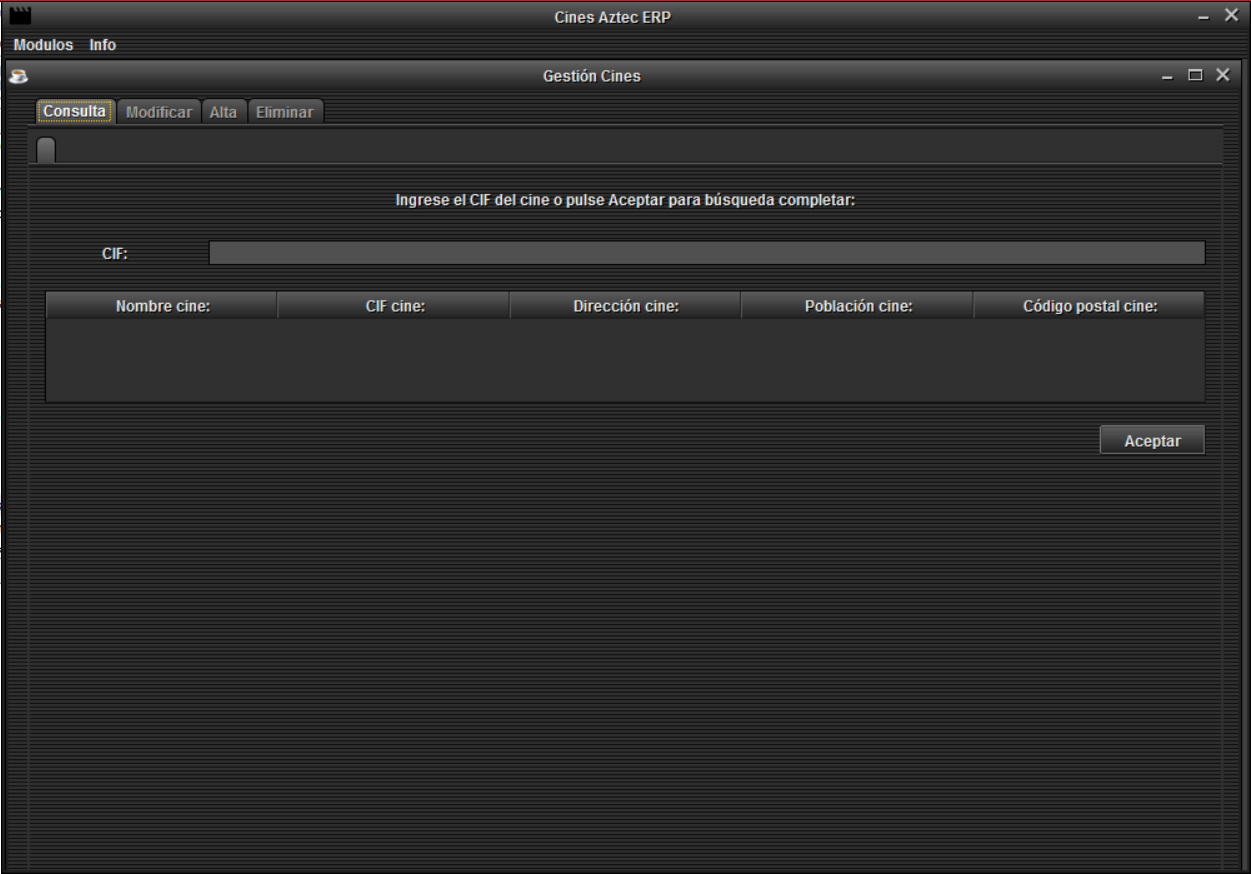 Cines Aztec ERP
Modulos Info
Gestión Cines
Consulta Modificar Alta Eliminar
Ingrese el CIF del cine o pulse Aceptar para búsqueda completar:
CIF:
Nombre cine: CIF cine: Dirección cine: Población cine: Código postal cine:
Aceptar